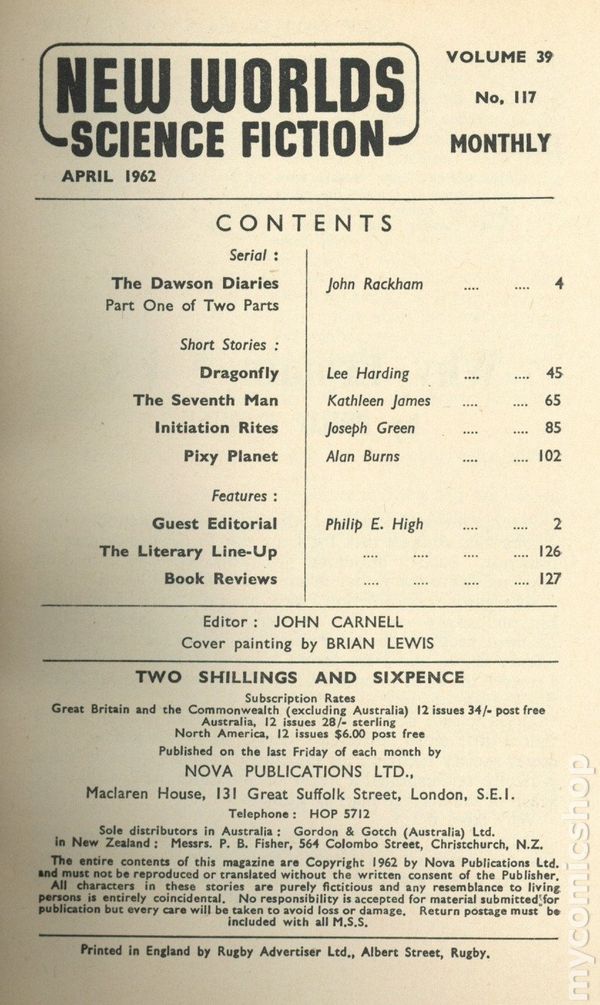 NEW WORLDS
SCIENCE FICTION
VOLUME 39
No. 117
MONTHLY
APRIL 1962
CONTENTS
Serial :
The Dawson Diaries John Rackham .... .... 4
Part One of Two Parts
Short Stories :
Dragonfly Lee Harding .... .... 45
The Seventh Man Kathleen James .... .... 65
Initiation Rites Joseph Green .... .... 85
Pixy Planet Alan Burns .... .... 102
Features :
Guest Editorial Philip E. High .... .... 2
The Literary Line-Up .... .... .... 126
Book Reviews .... .... .... 127
Editor : JOHN CARNELL
Cover painting by BRIAN LEWIS
TWO SHILLINGS AND SIXPENCE
Subscription Rates
Great Britain and the Commonwealth (excluding Australia) 12 issues 34/- post free
Australia, 12 issues 28/- sterling
North America, 12 issues $6.00 post free
Published on the last Friday of each month by
NOVA PUBLICATIONS LTD.,
Maclaren House, 131 Great Suffolk Street, London, S.E.1.
Telephone : HOP 5712
Sole distributors in Australia : Gordon & Gotch (Australia) Ltd.
in New Zealand : Messrs. P. B. Fisher, 564 Colombo Street, Christchurch, N.Z.
The entire contents of this magazine are Copyright 1962 by Nova Publications Ltd.
and must not be reproduced or translated without the written consent of the Publisher.
All characters in these stories are purely fictitious and any resemblance to living
persons is entirely coincidental. No responsibility is accepted for material submitted for
publication but every care will be taken to avoid loss or damage. Return postage must be
included with all M.S.S.
Printed in England by Rugby Advertiser Ltd., Albert Street, Rugby.
mycomicshop